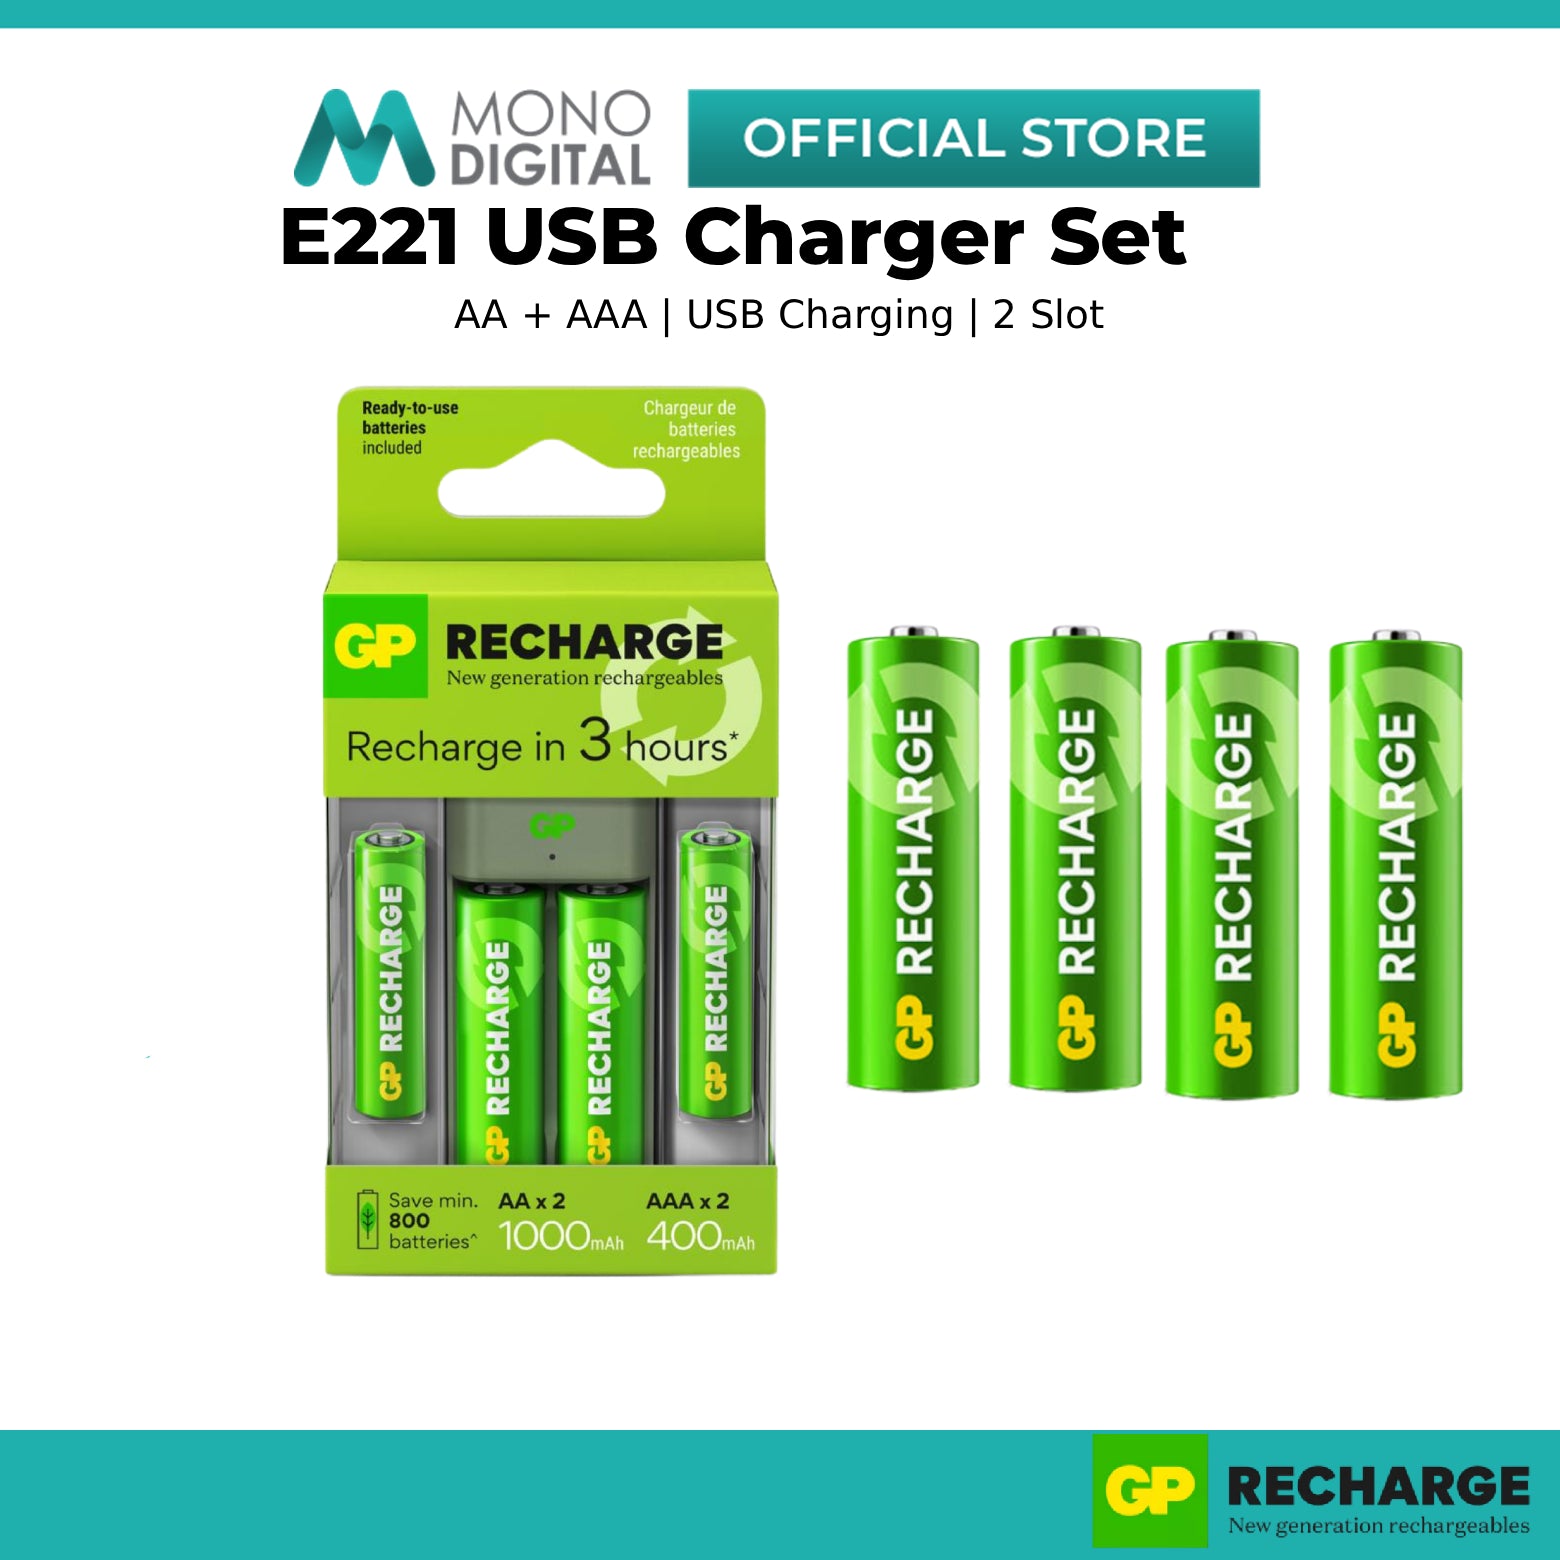 MONO
DIGITAL
OFFICIAL STORE
E221 USB Charger Set
AA + AAA | USB Charging | 2 Slot
Ready-to-use
batteries
included
Chargeur de
batteries
rechargeables
GP RECHARGE
New generation rechargeables
Recharge in 3 hours*
GP
GP RECHARGE
GP RECHARGE
GP RECHARGE
GP RECHARGE
Save min.
800
batteries^
AA x 2
1000mAh
AAA x 2
400mAh
GP RECHARGE
GP RECHARGE
GP RECHARGE
GP RECHARGE
GP RECHARGE
New generation rechargeables